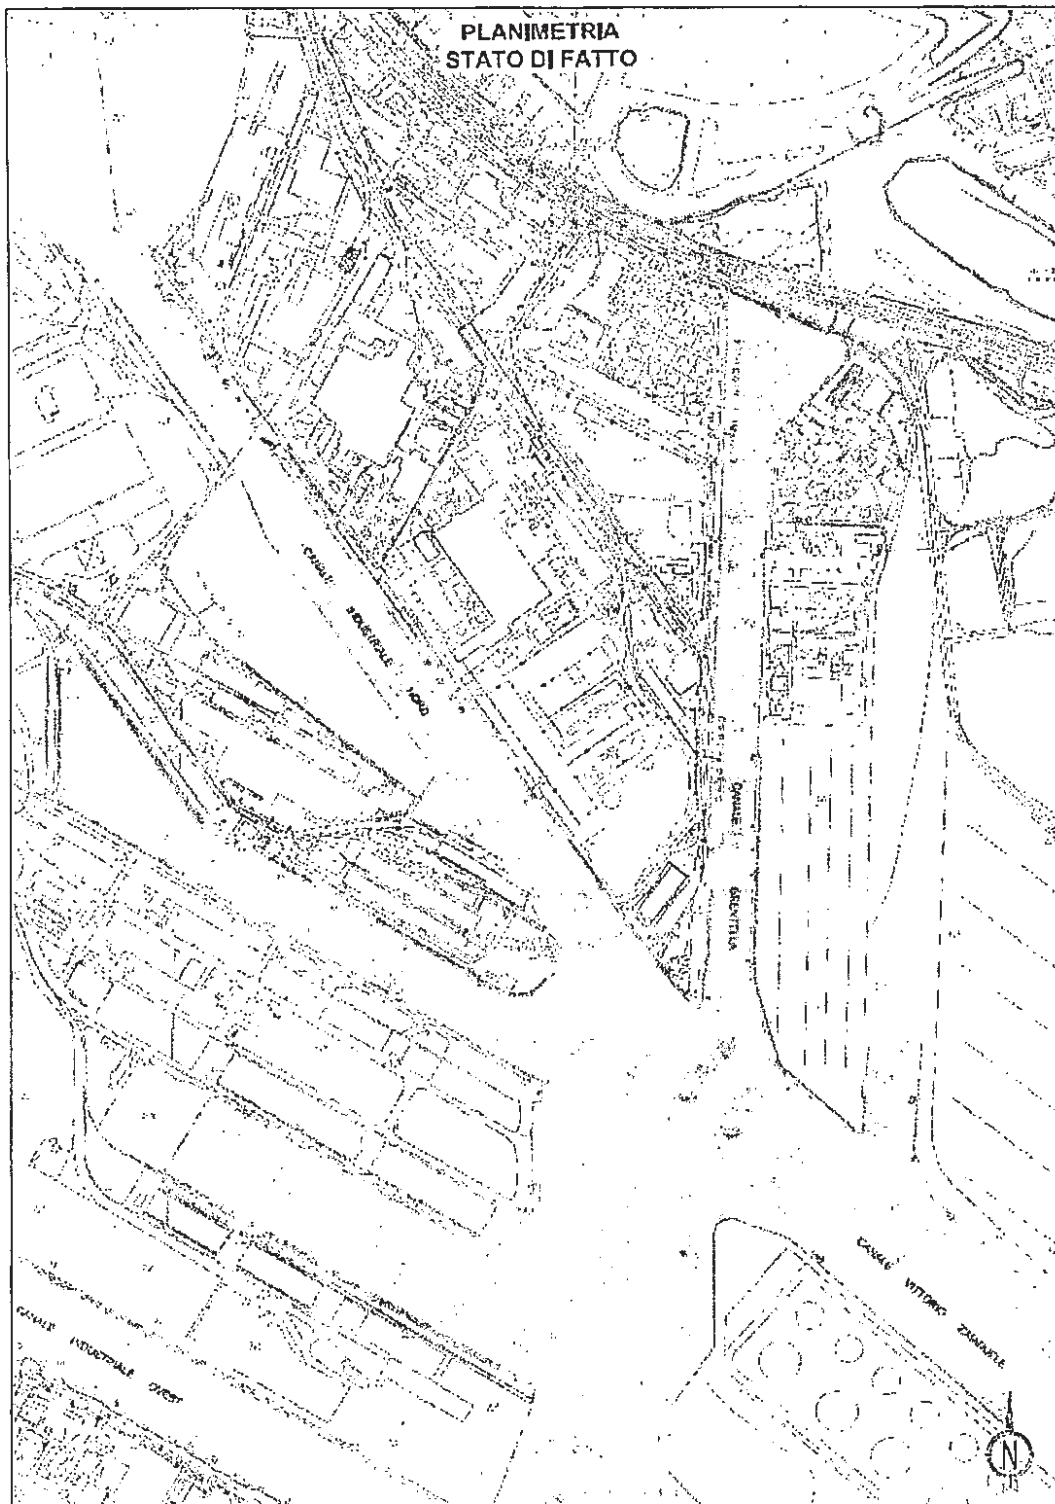 PLANIMETRIA
STATO DI FATTO
CANALE INDUSTRIALE NORD
CANALE BRENTELLA
CANALE VITTORIO EMANUELE
CANALE INDUSTRIALE OVEST
N